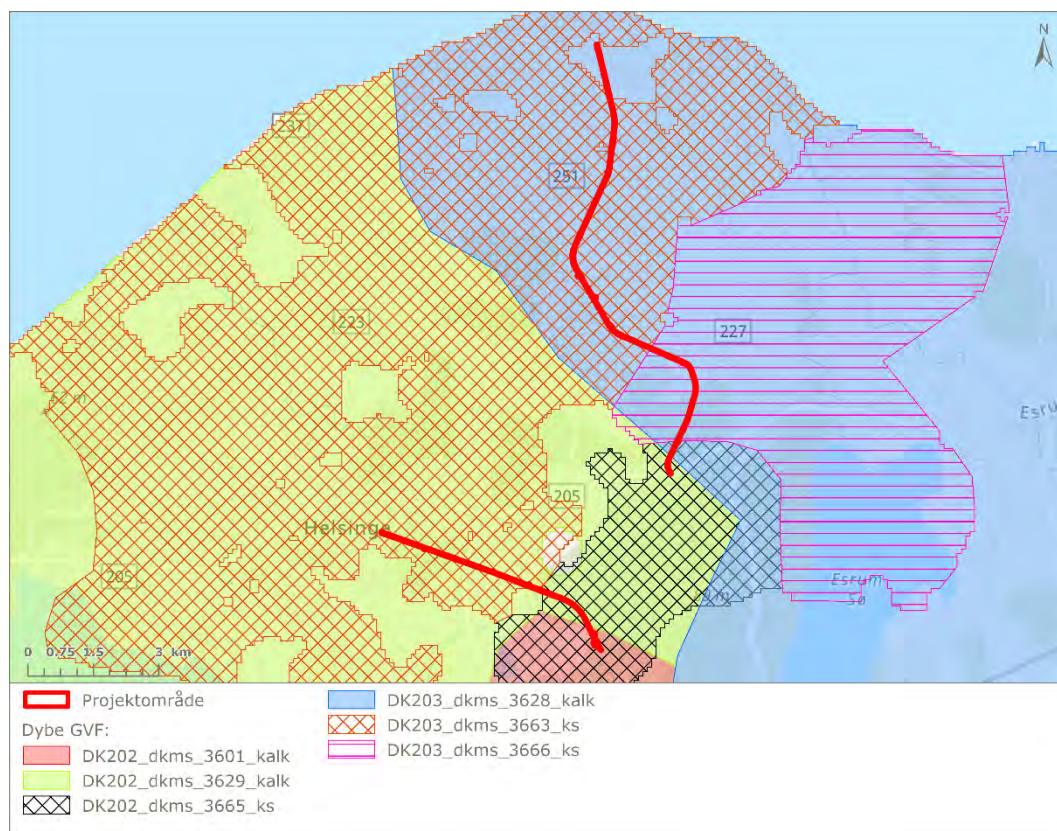 N
237
251
223
227
52 m
Esru
205
Helsinge
205
Esrum
Sø
0 0.75 1.5 3 km
Projektområde
Dybe GVF:
DK202_dkms_3601_kalk
DK202_dkms_3629_kalk
DK202_dkms_3665_ks
DK203_dkms_3628_kalk
DK203_dkms_3663_ks
DK203_dkms_3666_ks